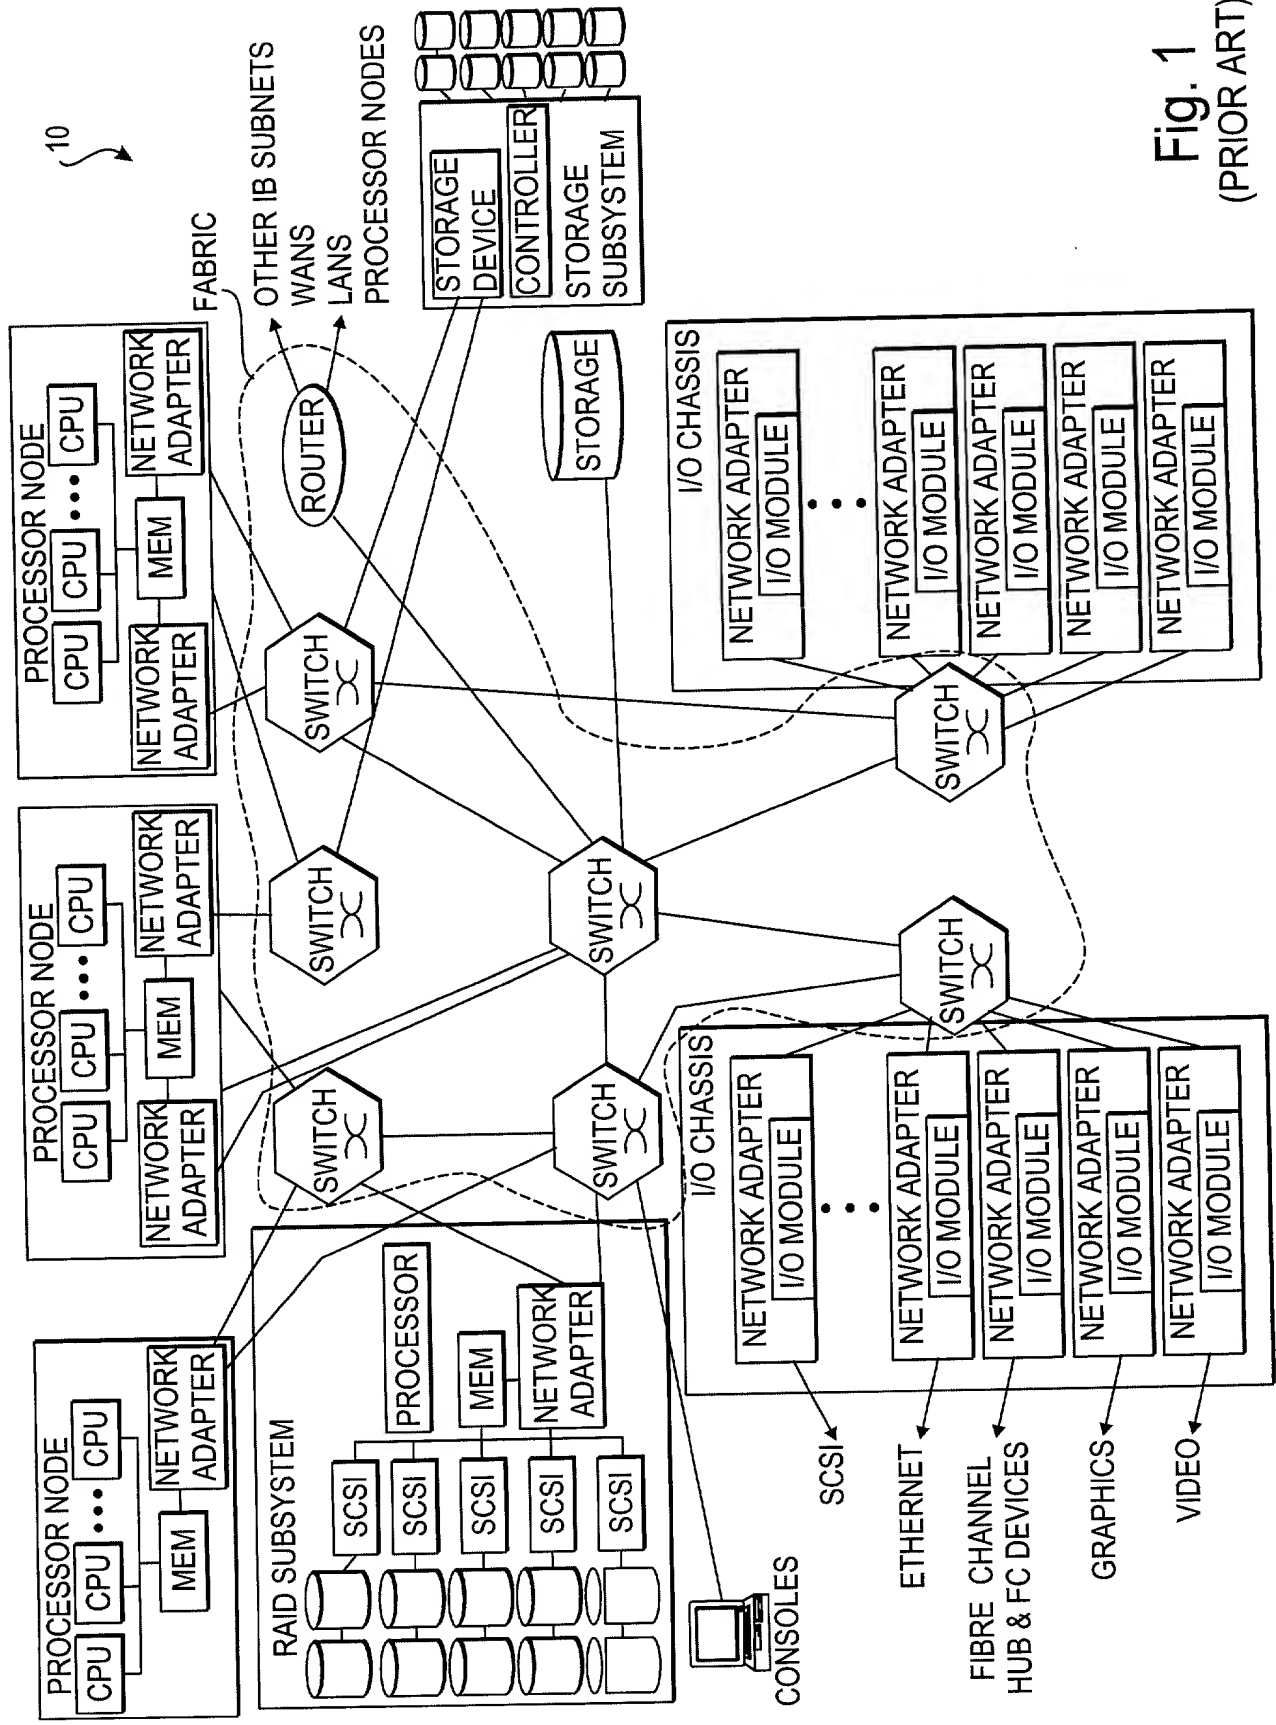 PROCESSOR NODE
CPU
CPU
CPU
MEM
NETWORK
ADAPTER
PROCESSOR NODE
CPU
CPU
CPU
NETWORK
ADAPTER
MEM
NETWORK
ADAPTER
PROCESSOR NODE
CPU
CPU
CPU
NETWORK
ADAPTER
MEM
NETWORK
ADAPTER
10
FABRIC
OTHER IB SUBNETS
WANS
LANS
PROCESSOR NODES
ROUTER
SWITCH
SWITCH
SWITCH
SWITCH
SWITCH
SWITCH
SWITCH
STORAGE
DEVICE
CONTROLLER
STORAGE
SUBSYSTEM
STORAGE
RAID SUBSYSTEM
SCSI
SCSI
SCSI
SCSI
SCSI
PROCESSOR
MEM
NETWORK
ADAPTER
CONSOLES
I/O CHASSIS
NETWORK ADAPTER
I/O MODULE
NETWORK ADAPTER
I/O MODULE
NETWORK ADAPTER
I/O MODULE
NETWORK ADAPTER
I/O MODULE
NETWORK ADAPTER
I/O MODULE
SCSI
ETHERNET
FIBRE CHANNEL
HUB & FC DEVICES
GRAPHICS
VIDEO
I/O CHASSIS
NETWORK ADAPTER
I/O MODULE
NETWORK ADAPTER
I/O MODULE
NETWORK ADAPTER
I/O MODULE
NETWORK ADAPTER
I/O MODULE
NETWORK ADAPTER
I/O MODULE
Fig. 1
(PRIOR ART)